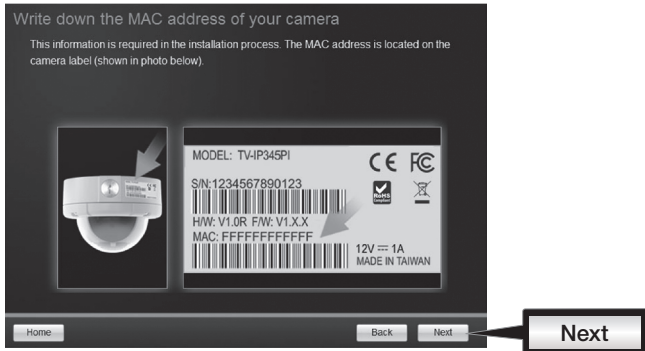 Write down the MAC address of your camera
This information is required in the installation process. The MAC address is located on the
camera label (shown in photo below).
MODEL: TV-IP345PI
S/N:1234567890123
H/W: V1.0R F/W: V1.X.X
MAC: FFFFFFFFFFFF
CE FC
RoHS
Compliant
12V ⎓ 1A
MADE IN TAIWAN
Home
Back
Next
Next